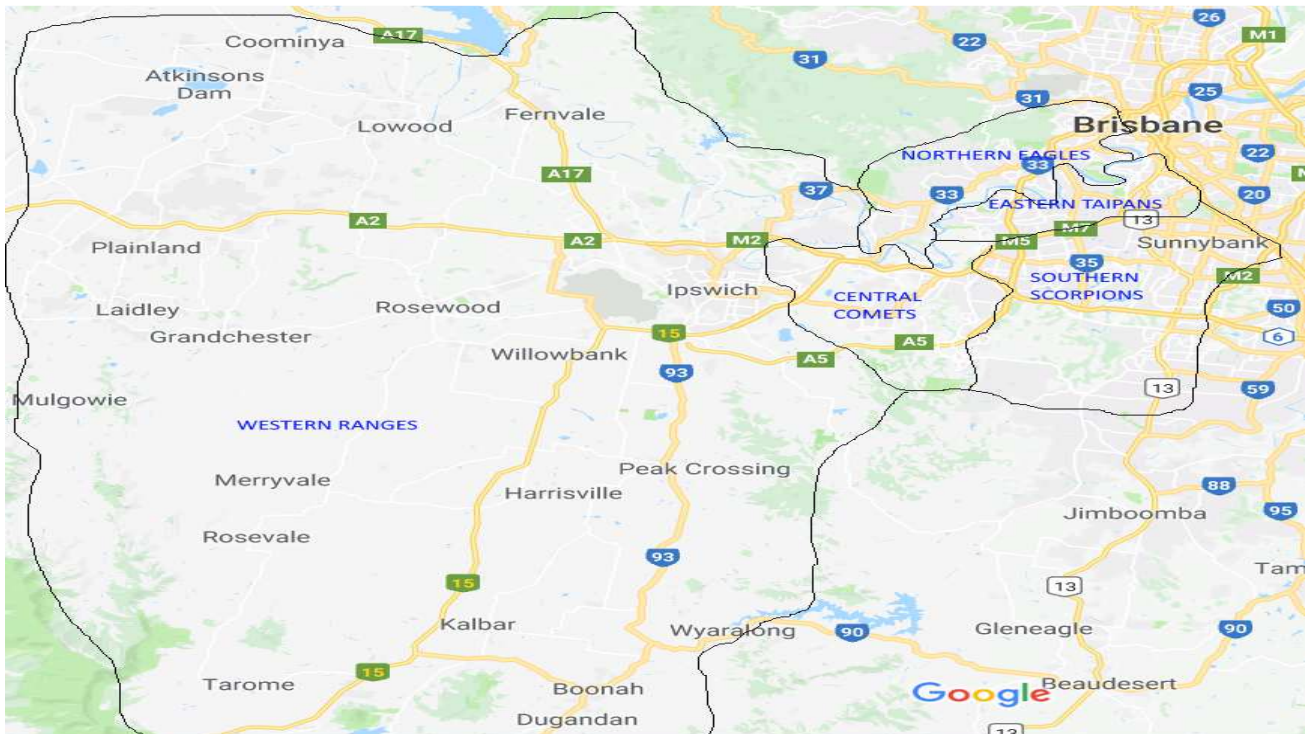 26
M1
22
A17
Coominya
31
Atkinsons
Dam
31
25
Fernvale
Lowood
Brisbane
NORTHERN EAGLES
22
33
A17
37
33
20
EASTERN TAIPANS
A2
13
M7
A2
M2
M5
Sunnybank
Plainland
35
M2
SOUTHERN
SCORPIONS
Ipswich
CENTRAL
COMETS
Laidley
Rosewood
50
Grandchester
15
6
A5
Willowbank
A5
93
13
59
Mulgowie
WESTERN RANGES
Peak Crossing
Merryvale
88
Harrisville
95
Jimboomba
Rosevale
93
Tam
15
13
Kalbar
Wyaralong
90
Gleneagle
90
15
Tarome
Boonah
Google
Beaudesert
Dugandan
13